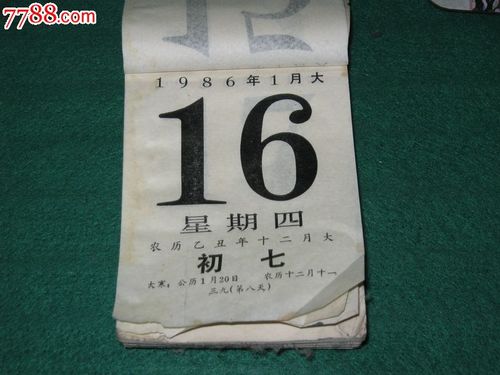 7788.com
1986年1月大
16
星期四
农历乙丑年十二月大
初七
大寒：公历1月20日 农历十二月十一
三九(第八天)